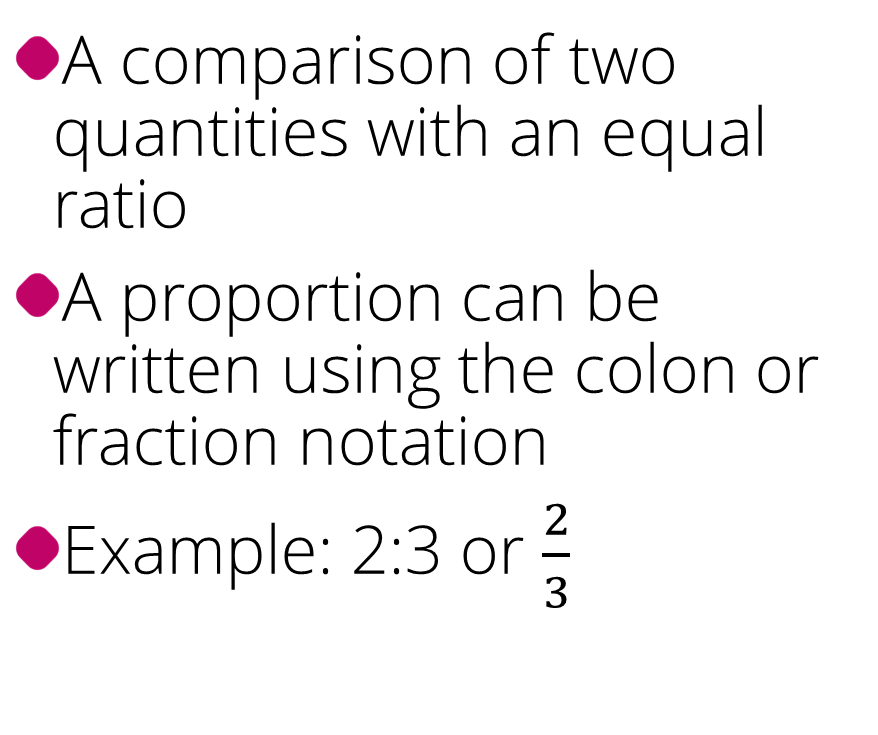 A comparison of two
quantities with an equal
ratio
A proportion can be
written using the colon or
fraction notation
Example: 2:3 or 2/3